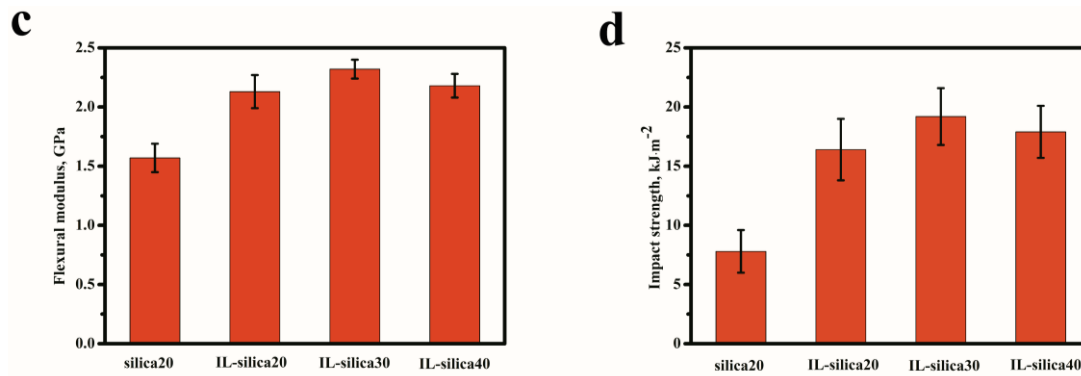 c
Flexural modulus, GPa
2.5
2.0
1.5
1.0
0.5
0.0
silica20 IL-silica20 IL-silica30 IL-silica40
d
Impact strength, kJ·m⁻²
25
20
15
10
5
0
silica20 IL-silica20 IL-silica30 IL-silica40